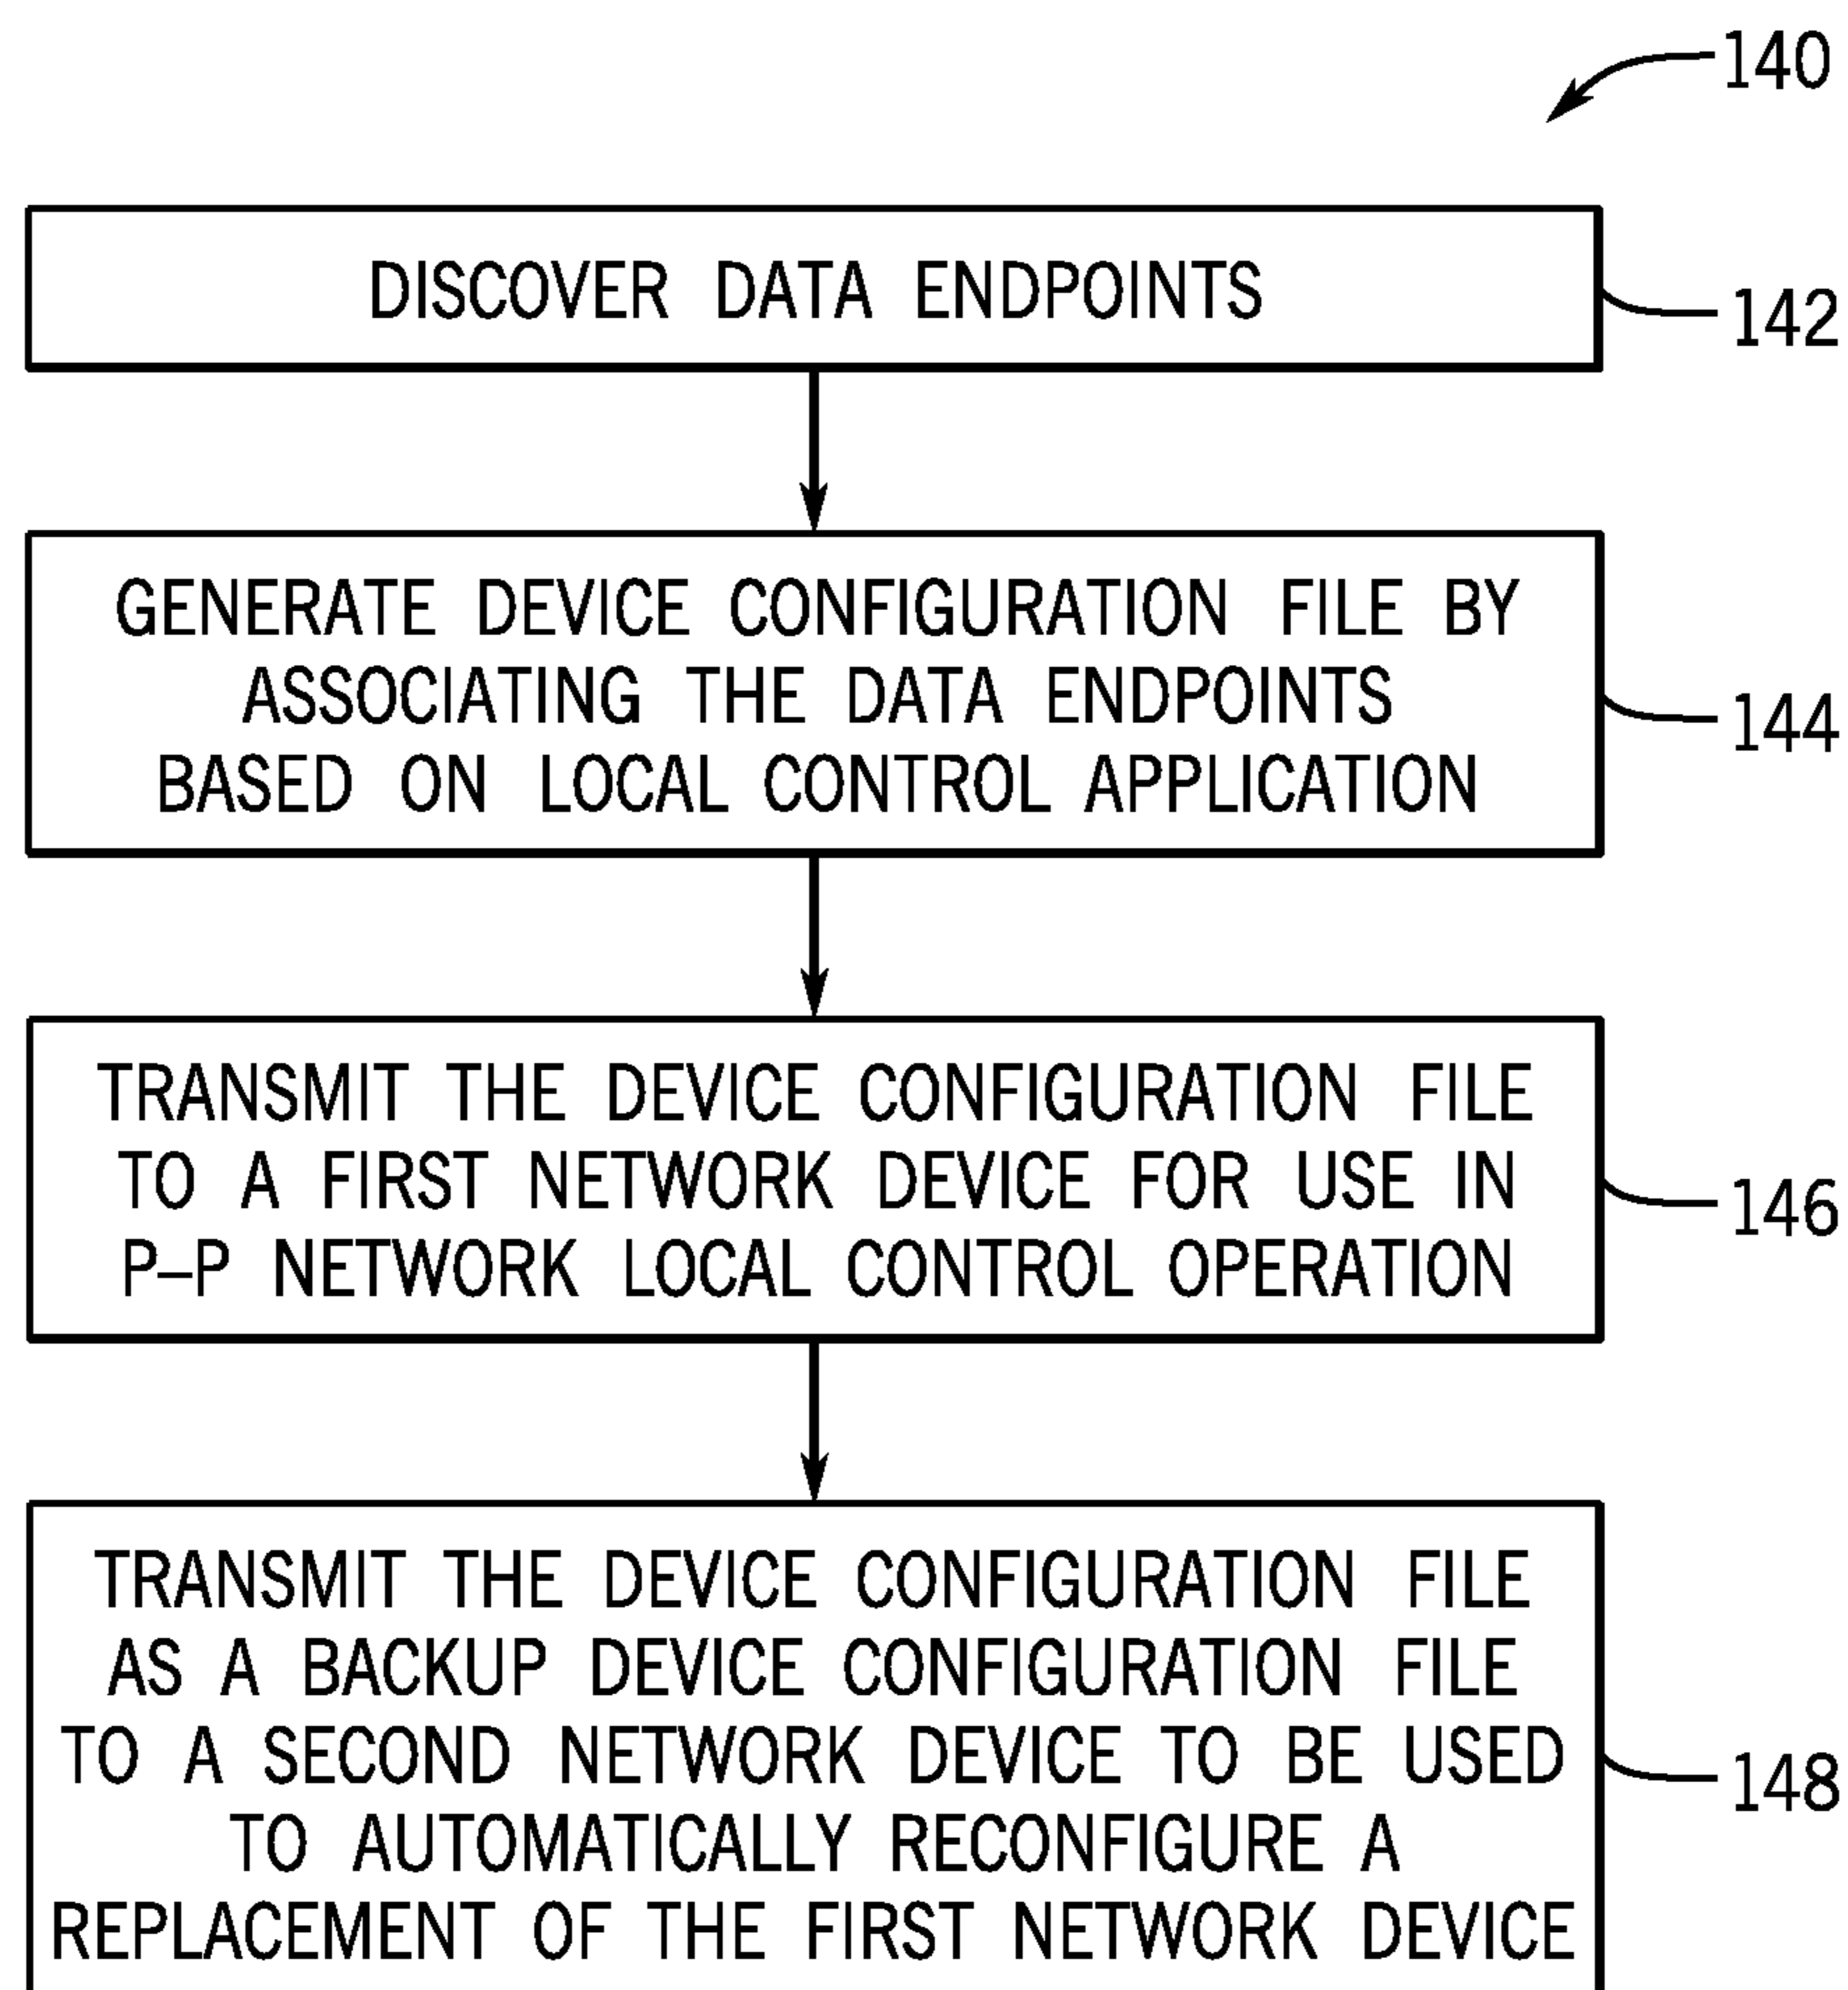 140
DISCOVER DATA ENDPOINTS
142
GENERATE DEVICE CONFIGURATION FILE BY
ASSOCIATING THE DATA ENDPOINTS
BASED ON LOCAL CONTROL APPLICATION
144
TRANSMIT THE DEVICE CONFIGURATION FILE
TO A FIRST NETWORK DEVICE FOR USE IN
P–P NETWORK LOCAL CONTROL OPERATION
146
TRANSMIT THE DEVICE CONFIGURATION FILE
AS A BACKUP DEVICE CONFIGURATION FILE
TO A SECOND NETWORK DEVICE TO BE USED
TO AUTOMATICALLY RECONFIGURE A
REPLACEMENT OF THE FIRST NETWORK DEVICE
148